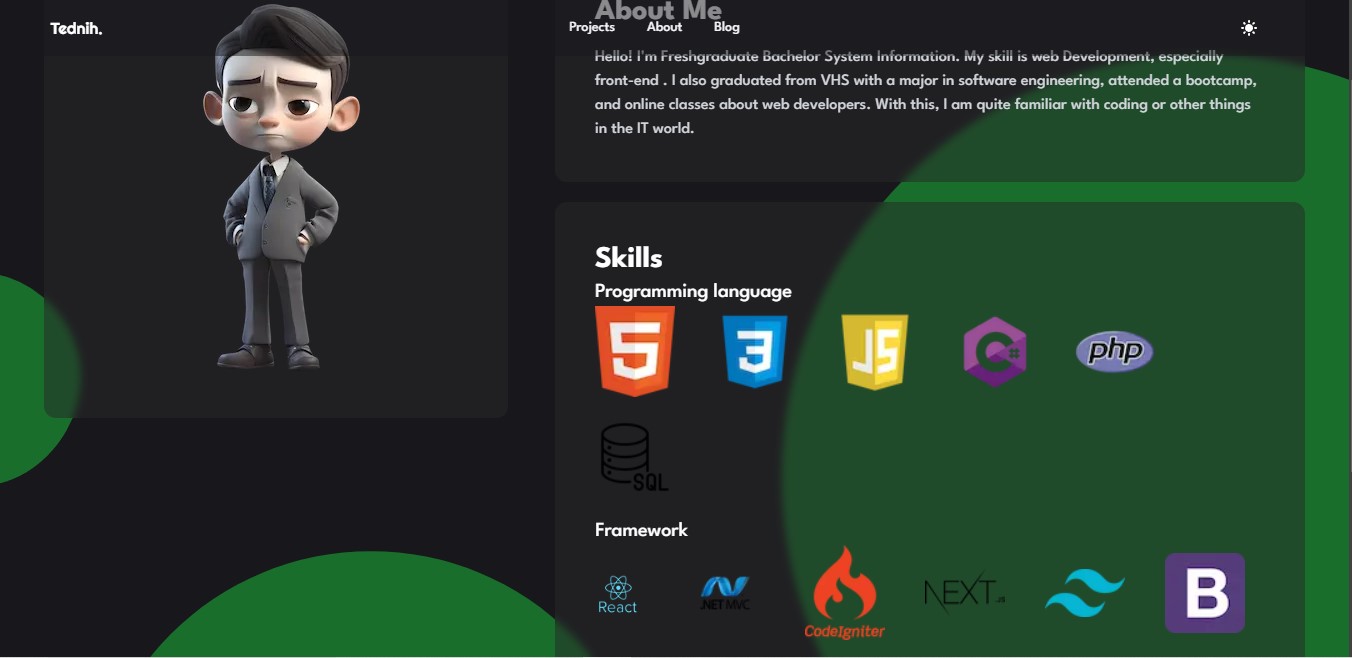 Tednih.
Projects About Blog
About Me
Hello! I'm Freshgraduate Bachelor System Information. My skill is web Development, especially
front-end . I also graduated from VHS with a major in software engineering, attended a bootcamp,
and online classes about web developers. With this, I am quite familiar with coding or other things
in the IT world.
Skills
Programming language
5 3 JS C# php
SQL
Framework
React .NET MVC CodeIgniter NEXT.JS B